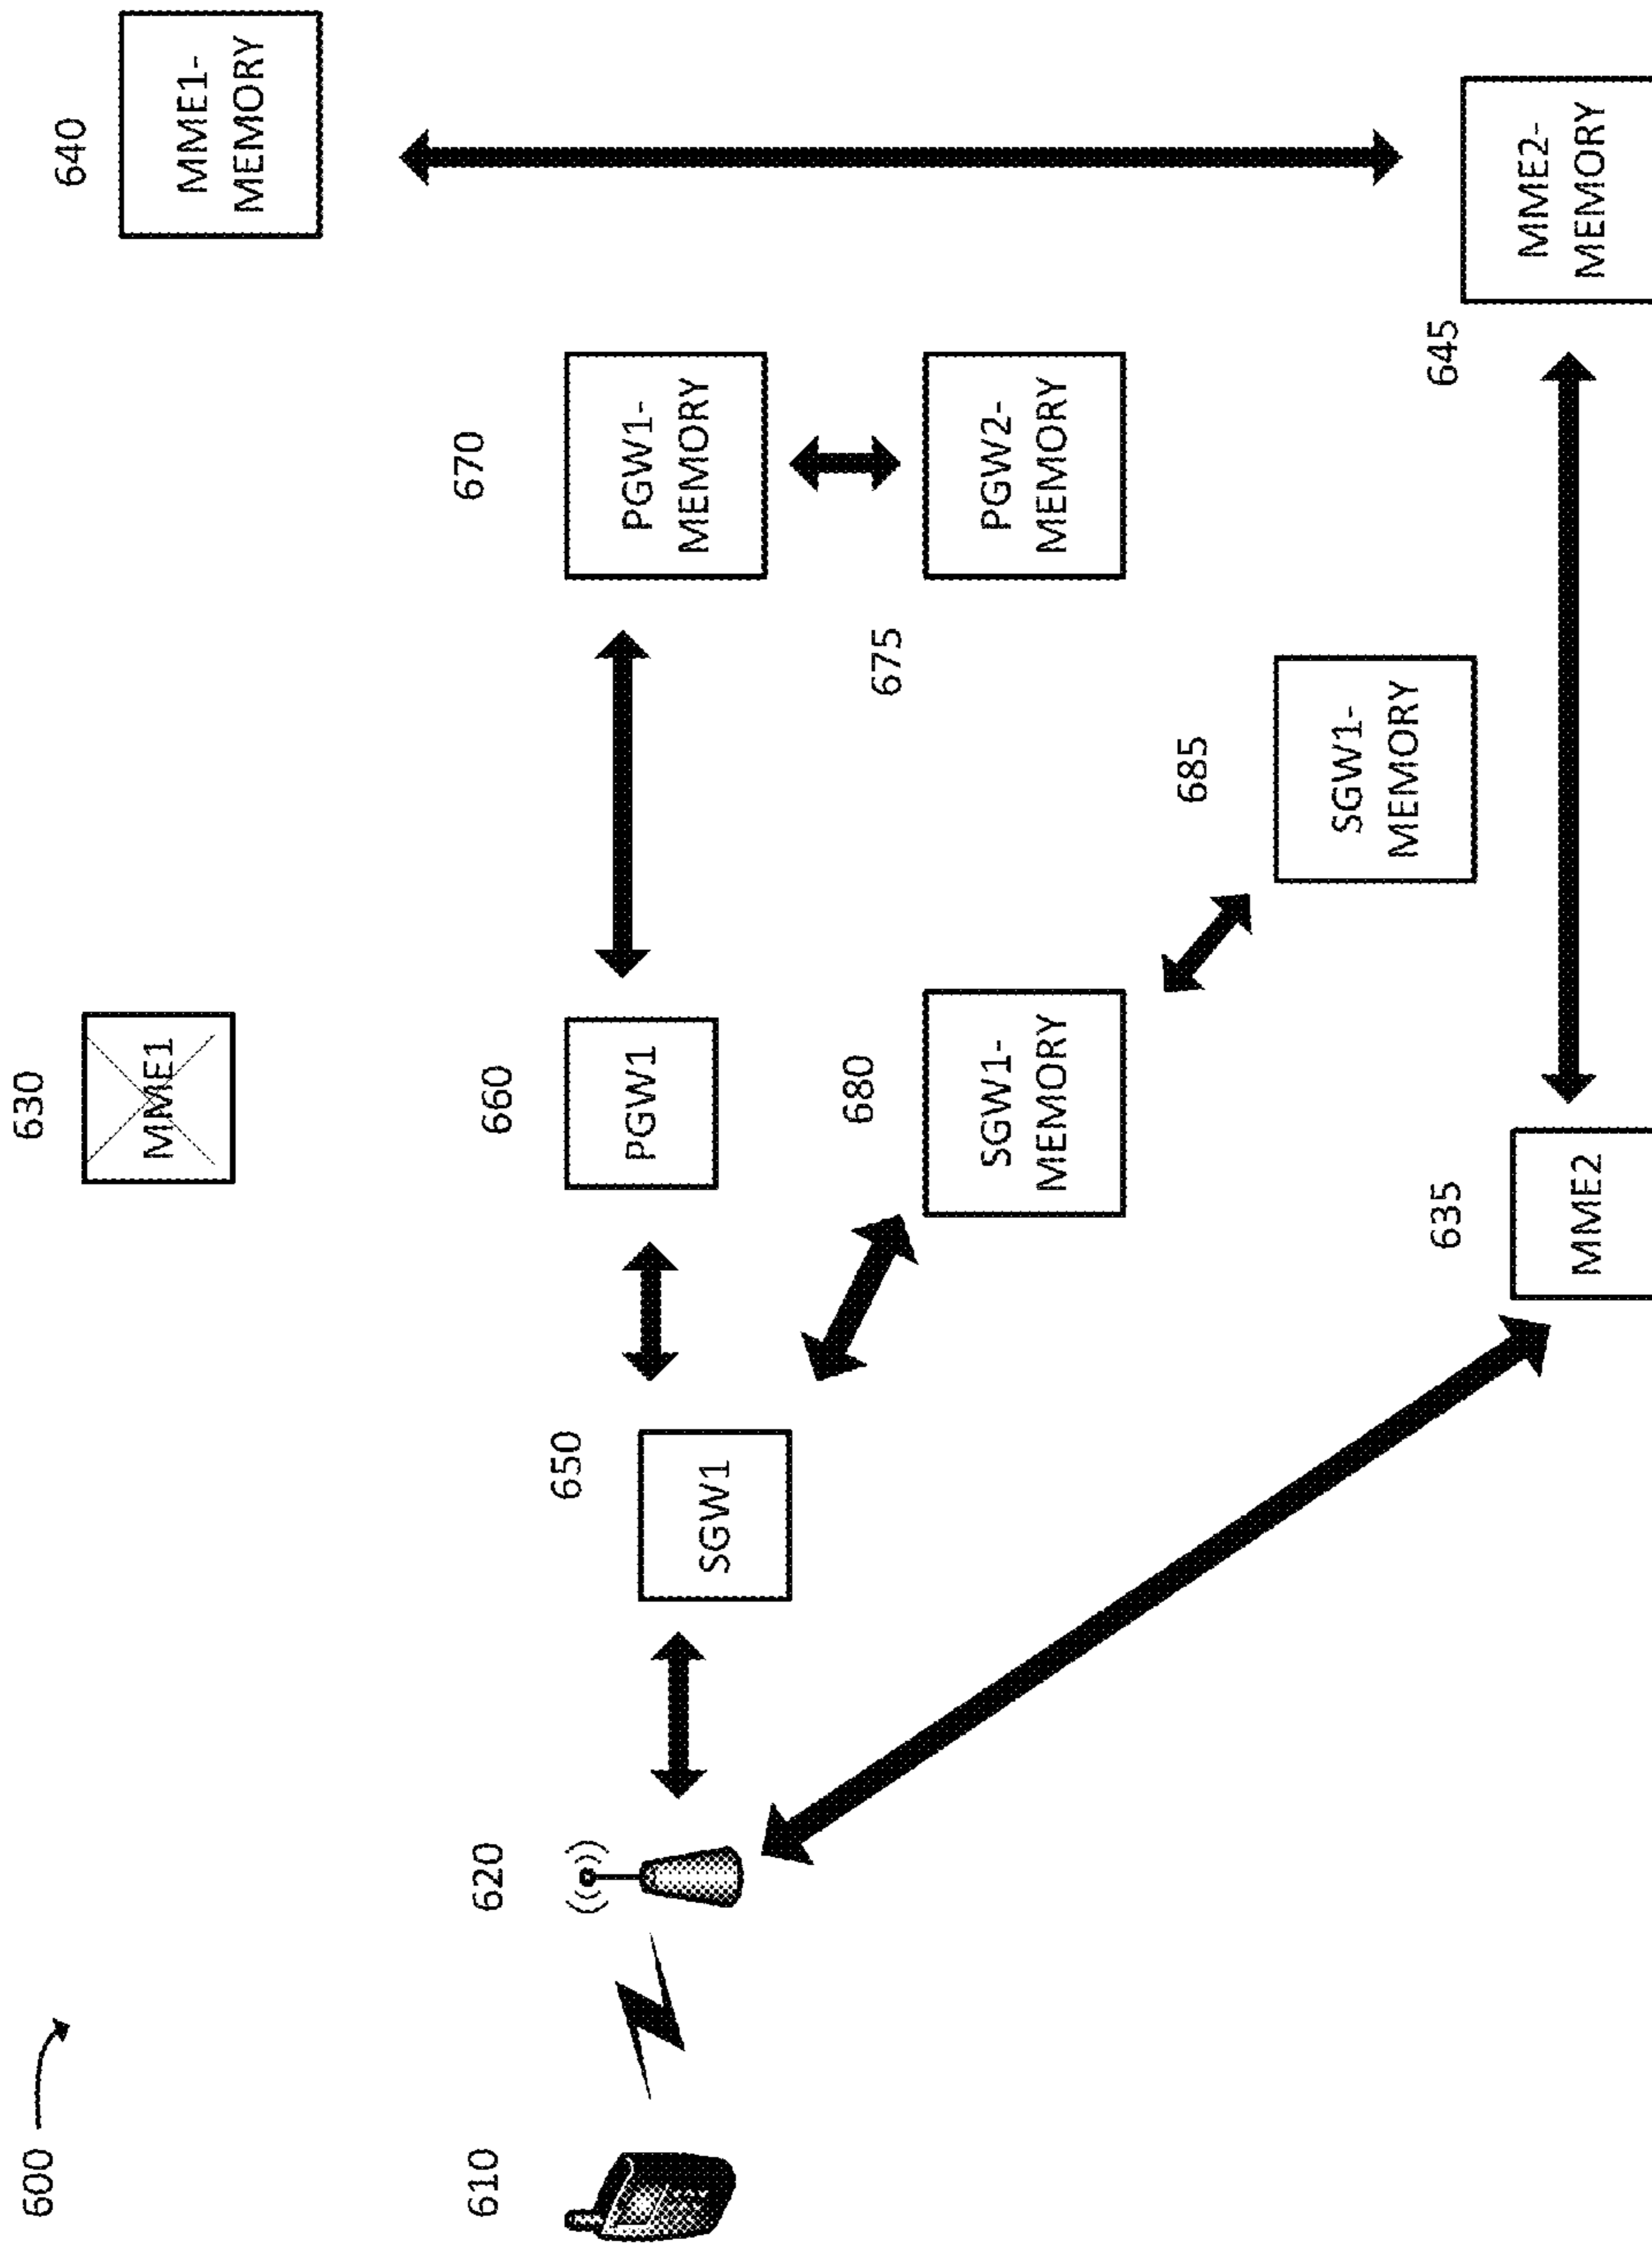 600
630
MME1
640
MME1-
MEMORY
610
620
650
SGW1
660
PGW1
670
PGW1-
MEMORY
680
SGW1-
MEMORY
675
PGW2-
MEMORY
685
SGW1-
MEMORY
635
MME2
645
MME2-
MEMORY